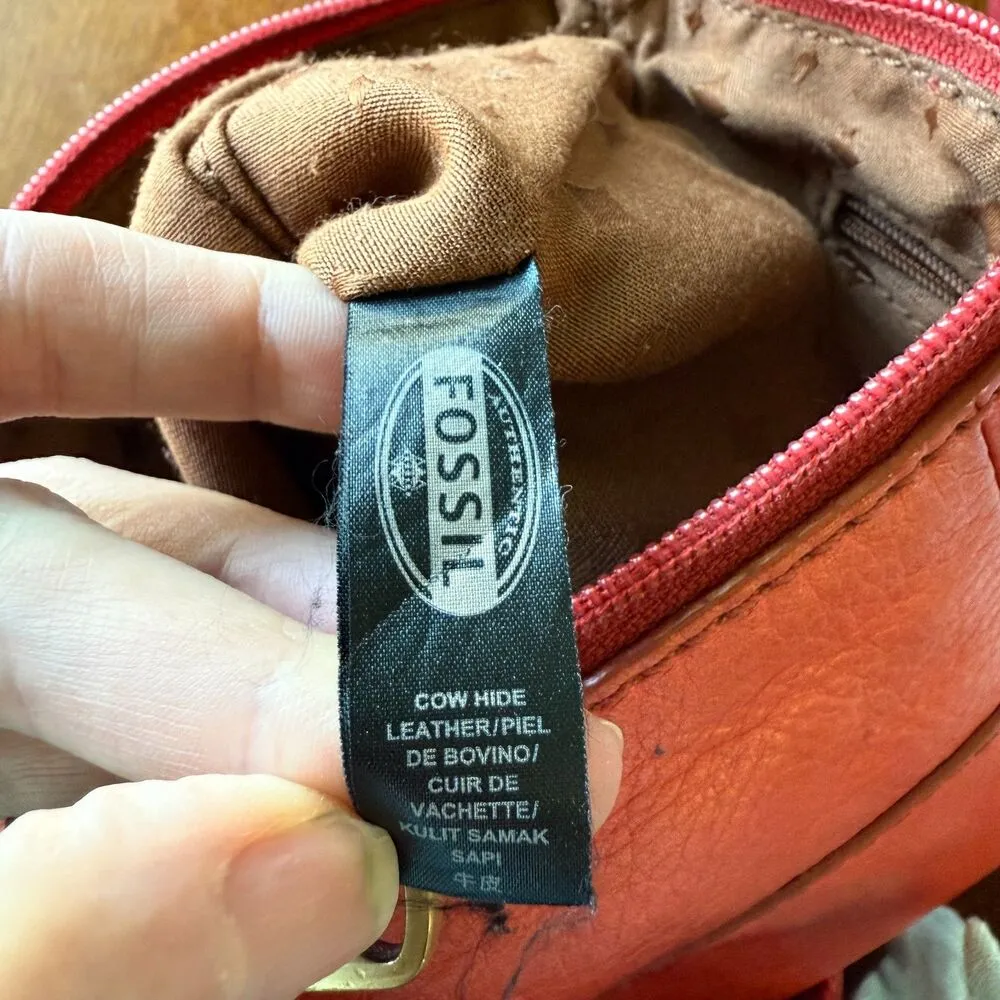 FOSSIL
AUTHENTIC
COW HIDE
LEATHER/PIEL
DE BOVINO/
CUIR DE
VACHETTE/
KULIT SAMAK
SAPI
牛皮